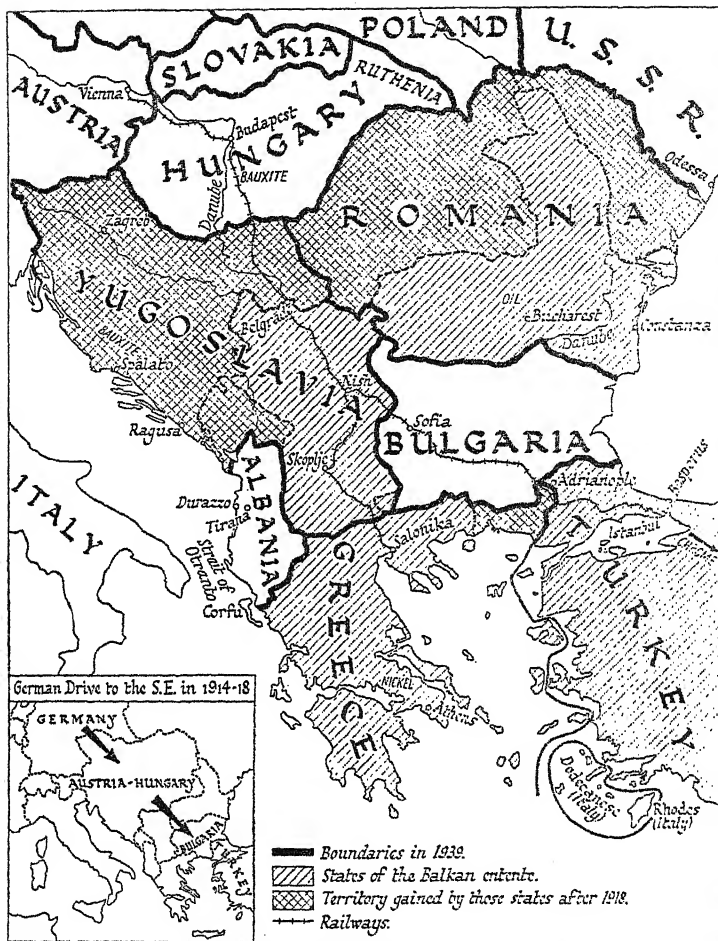 POLAND
U. S. S. R.
SLOVAKIA
RUTHENIA
AUSTRIA
Vienna
Budapest
HUNGARY
BAUXITE
Danube
Odessa
ROMANIA
Zagreb
YUGOSLAVIA
Belgrade
OIL
Bucharest
Constanza
Danube
BAUXITE
Spalato
Nish
Ragusa
Sofia
BULGARIA
Skoplje
ALBANIA
Adrianople
Bosporus
ITALY
Durazzo
Tirana
Salonika
Istanbul
TURKEY
Strait of
Otranto
Corfu
GREECE
NICKEL
Athens
Dodecanese
Is (Italy)
Rhodes
(Italy)
German Drive to the S.E. in 1914-18
GERMANY
AUSTRIA-HUNGARY
BULGARIA
TURKEY
Boundaries in 1939.
States of the Balkan entente.
Territory gained by these states after 1918.
Railways.